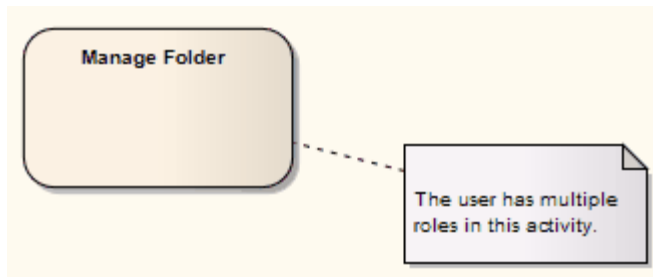 Manage Folder
The user has multiple
roles in this activity.